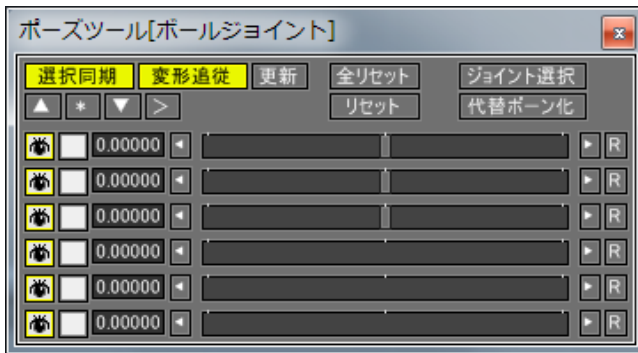 ポーズツール[ボールジョイント]
選択同期 変形追従 更新 全リセット ジョイント選択
▲ * ▼ > リセット 代替ボーン化
0.00000 R
0.00000 R
0.00000 R
0.00000 R
0.00000 R
0.00000 R